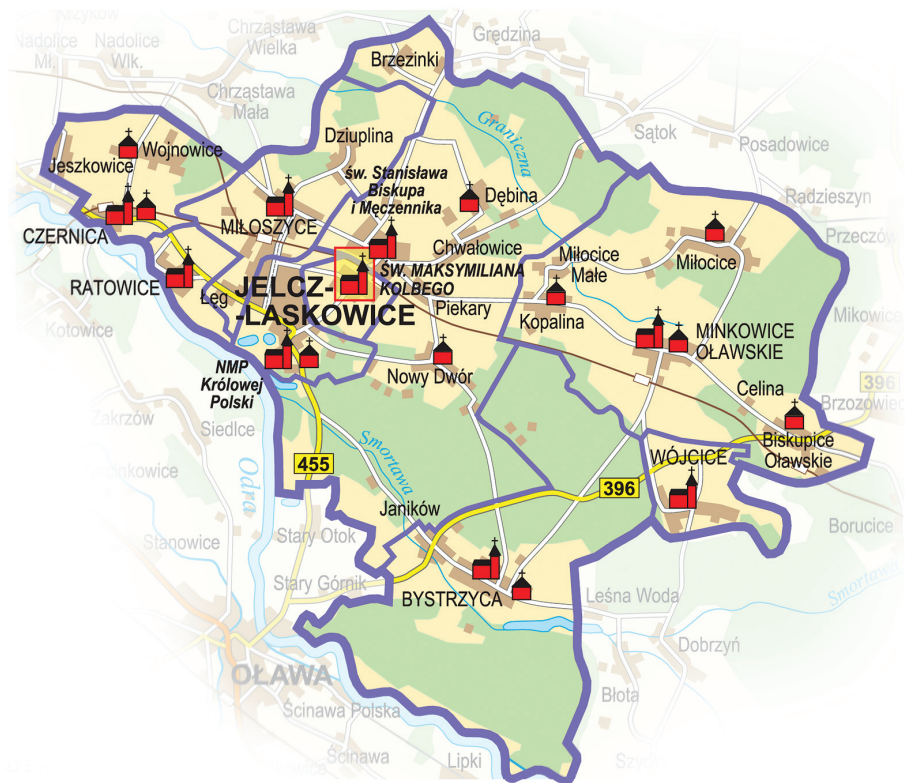 Nadolice
Mł.
Nadolice
Wlk.
Chrząstawa
Wielka
Grędzina
Brzezinki
Chrząstawa
Mała
Graniczna
Sątok
Posadowice
Dziuplina
Wojnowice
Jeszkowice
św. Stanisława
Biskupa
i Męczennika
Dębina
Radzieszyn
MIŁOSZYCE
CZERNICA
Chwałowice
Przeczów
Miłocice
Małe
Miłocice
ŚW. MAKSYMILIANA
KOLBEGO
RATOWICE
Łęg
JELCZ-
-LASKOWICE
Piekary
Kopalina
Mikowice
Kotowice
MINKOWICE
OŁAWSKIE
NMP
Królowej
Polski
Nowy Dwór
Celina
396
Zakrzów
Siedlce
Smortawa
Biskupice
Oławskie
WÓJCICE
455
396
Odra
Janików
Borucice
Stanowice
Stary Otok
Stary Górnik
BYSTRZYCA
Leśna Woda
Smortawa
Dobrzyń
OŁAWA
Błota
Ścinawa Polska
Ścinawa
Lipki